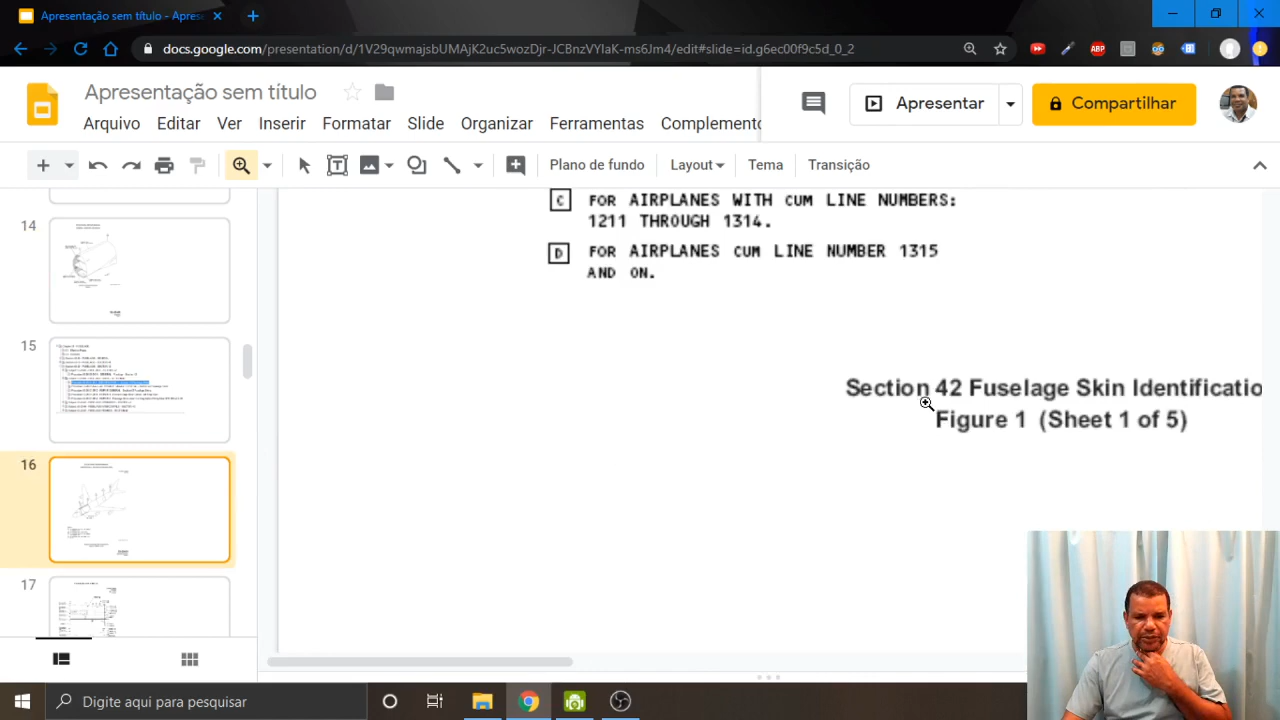 Apresentação sem título - Aprese
docs.google.com/presentation/d/1V29qwmajsbUMAjK2uc5wozDjr-JCBnzVYlaK-ms6Jm4/edit#slide=id.g6ec00f9c5d_0_2
ABP
Apresentação sem título
Arquivo Editar Ver Inserir Formatar Slide Organizar Ferramentas Complemento
Apresentar
Compartilhar
Plano de fundo Layout Tema Transição
14
15
16
17
C FOR AIRPLANES WITH CUM LINE NUMBERS:
1211 THROUGH 1314.
D FOR AIRPLANES CUM LINE NUMBER 1315
AND ON.
Section 42 Fuselage Skin Identificatio
Figure 1 (Sheet 1 of 5)
Digite aqui para pesquisar